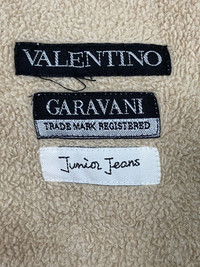 VALENTINO
GARAVANI
TRADE MARK REGISTERED
Junior Jeans